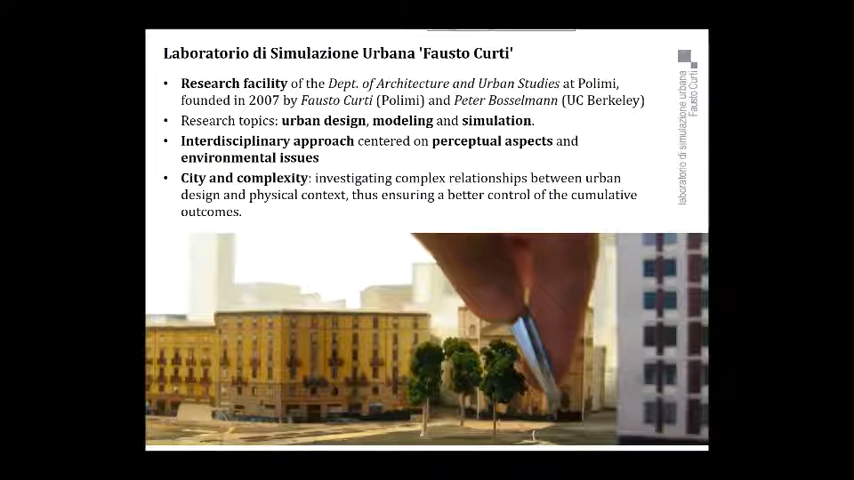 Laboratorio di Simulazione Urbana 'Fausto Curti'
• Research facility of the Dept. of Architecture and Urban Studies at Polimi,
founded in 2007 by Fausto Curti (Polimi) and Peter Bosselmann (UC Berkeley)
• Research topics: urban design, modeling and simulation.
• Interdisciplinary approach centered on perceptual aspects and
environmental issues
• City and complexity: investigating complex relationships between urban
design and physical context, thus ensuring a better control of the cumulative
outcomes.
laboratorio di simulazione urbana
Fausto Curti